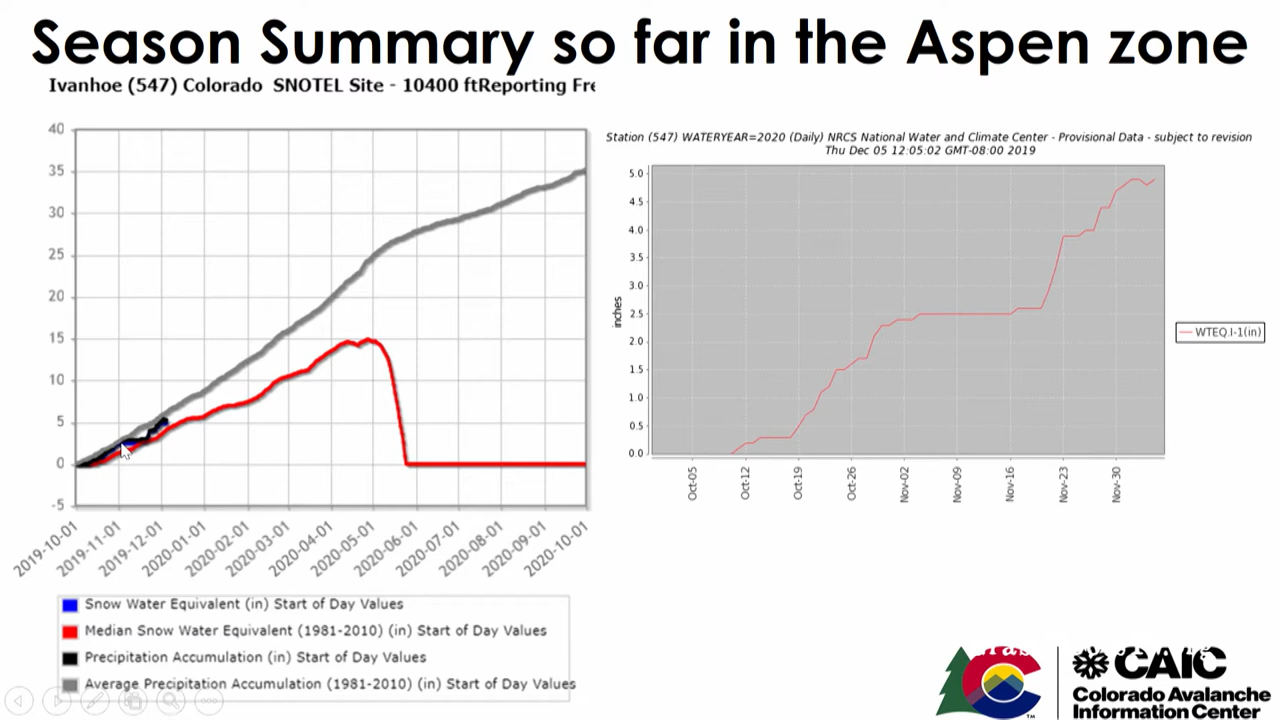 Season Summary so far in the Aspen zone
Ivanhoe (547) Colorado SNOTEL Site - 10400 ftReporting Fre
40
35
30
25
20
15
10
5
0
-5
2019-10-01
2019-11-01
2019-12-01
2020-01-01
2020-02-01
2020-03-01
2020-04-01
2020-05-01
2020-06-01
2020-07-01
2020-08-01
2020-09-01
2020-10-01
Snow Water Equivalent (in) Start of Day Values
Median Snow Water Equivalent (1981-2010) (in) Start of Day Values
Precipitation Accumulation (in) Start of Day Values
Average Precipitation Accumulation (1981-2010) (in) Start of Day Values
Station (547) WATERYEAR=2020 (Daily) NRCS National Water and Climate Center - Provisional Data - subject to revision
Thu Dec 05 12:05:02 GMT-08:00 2019
5.0
4.5
4.0
3.5
3.0
2.5
2.0
1.5
1.0
0.5
0.0
inches
Oct-05
Oct-12
Oct-19
Oct-26
Nov-02
Nov-09
Nov-16
Nov-23
Nov-30
WTEQ.I-1(in)
CAIC
Colorado Avalanche
Information Center
TM